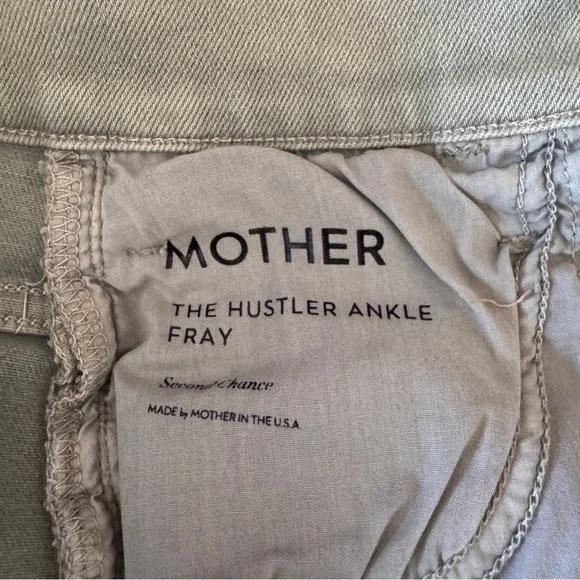 MOTHER
THE HUSTLER ANKLE
FRAY
Second Chance
MADE by MOTHER IN THE U.S.A